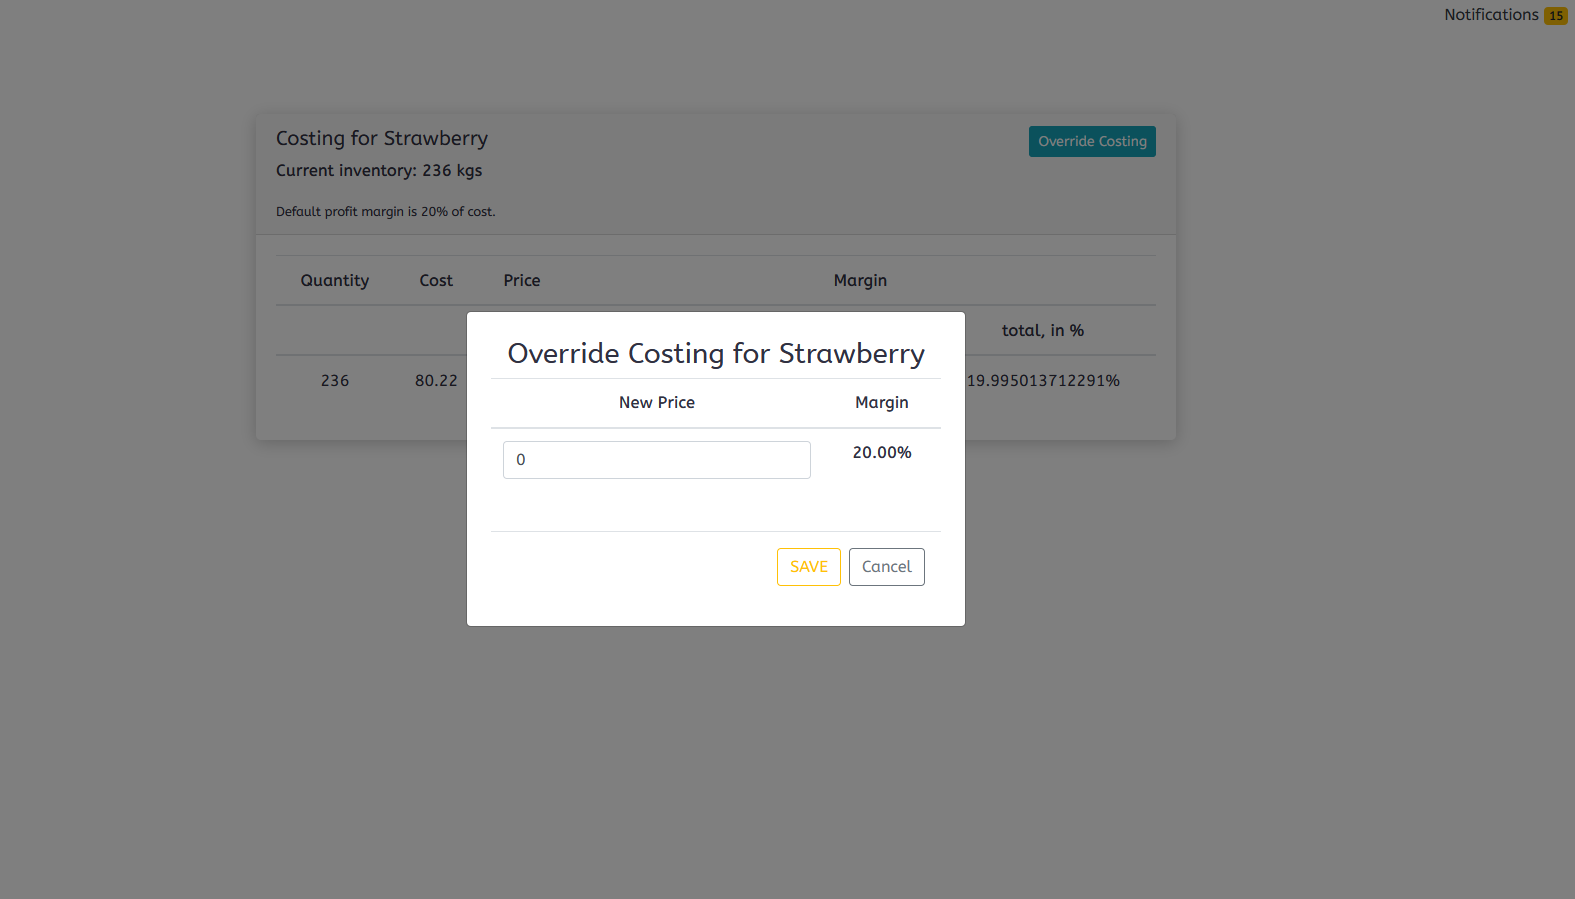 Notifications 15
Costing for Strawberry
Override Costing
Current inventory: 236 kgs
Default profit margin is 20% of cost.
Quantity Cost Price Margin
total, in %
236 80.22 19.995013712291%
Override Costing for Strawberry
New Price Margin
0 20.00%
SAVE Cancel